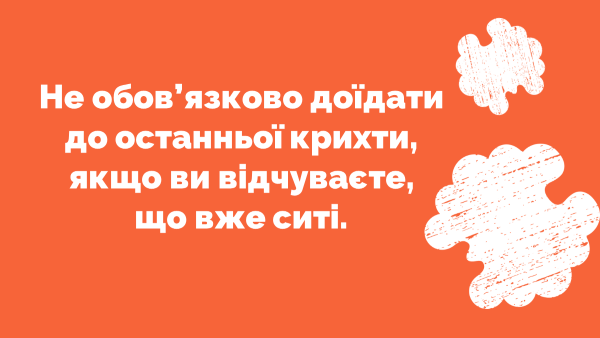 Не обов’язково доїдати
до останньої крихти,
якщо ви відчуваєте,
що вже ситі.